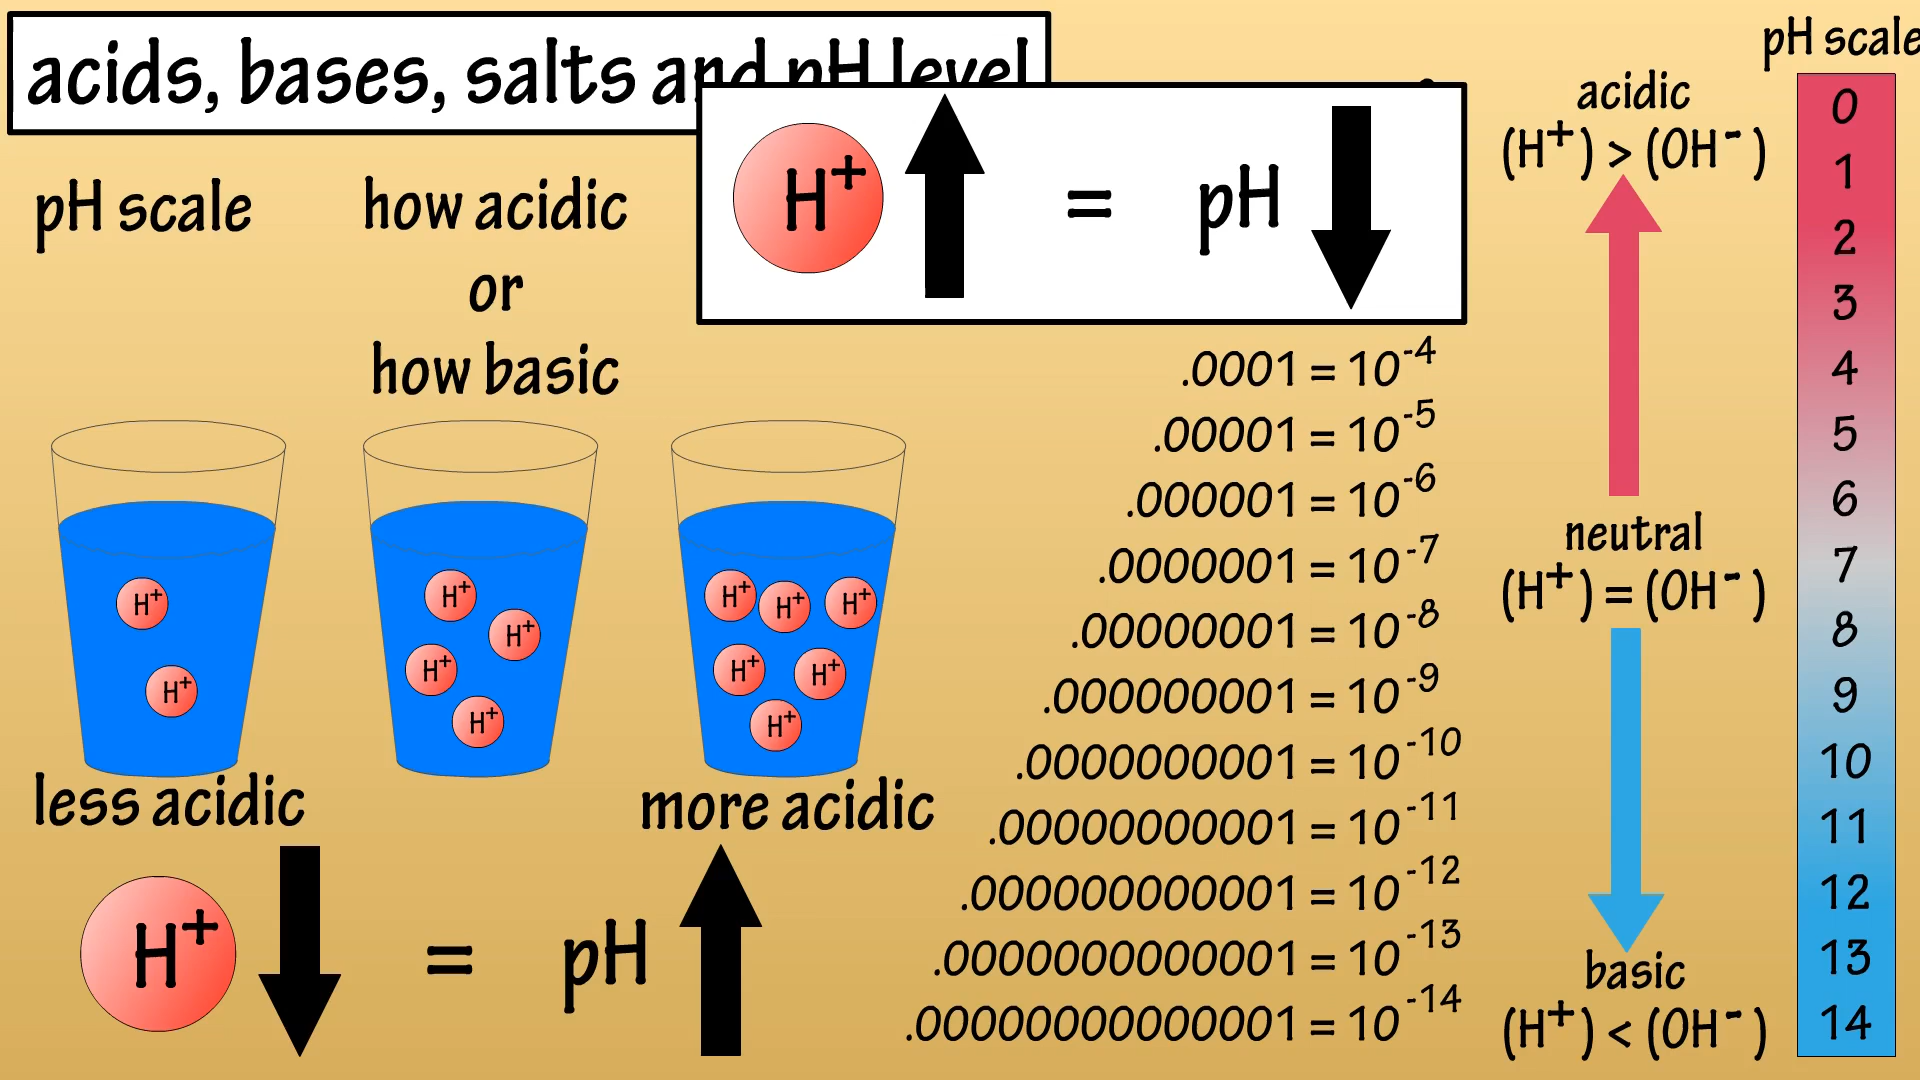 acids, bases, salts and pH level
pH scale
how acidic
or
how basic
H⁺ = pH
H⁺
H⁺
H⁺
H⁺
H⁺
H⁺
H⁺
H⁺
H⁺
H⁺
H⁺
H⁺
less acidic
more acidic
H⁺ = pH
.0001 = 10⁻⁴
.00001 = 10⁻⁵
.000001 = 10⁻⁶
.0000001 = 10⁻⁷
.00000001 = 10⁻⁸
.000000001 = 10⁻⁹
.0000000001 = 10⁻¹⁰
.00000000001 = 10⁻¹¹
.000000000001 = 10⁻¹²
.0000000000001 = 10⁻¹³
.00000000000001 = 10⁻¹⁴
acidic
(H⁺) > (OH⁻)
neutral
(H⁺) = (OH⁻)
basic
(H⁺) < (OH⁻)
pH scale
0
1
2
3
4
5
6
7
8
9
10
11
12
13
14